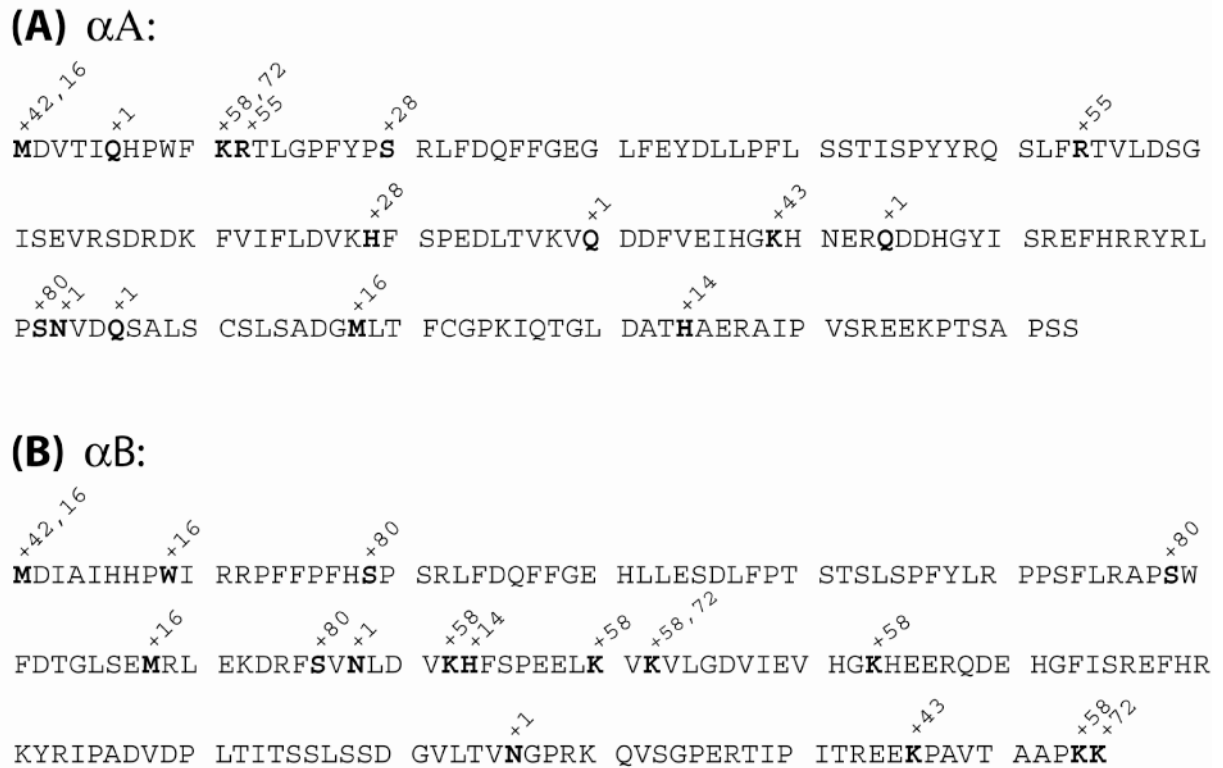 (A) αA:
+42,16 +1 +58,72 +55 +28 +55
MDVTIQHPWF KRTLGPFYPS RLFDQFFGEG LFEYDLLPFL SSTISPYYRQ SLFRTVLDSG
+28 +1 +43 +1
ISEVRSDRDK FVIFLDVKHF SPEDLTVKVQ DDFVEIHGKH NERQDDHGYI SREFHRRYRL
+80 +1 +1 +16 +14
PSNVDQSALS CSLSADGMLT FCGPKIQTGL DATHAERAIP VSREEKPTSA PSS
(B) αB:
+42,16 +16 +80 +80
MDIAIHHPWI RRPFFPFHSP SRLFDQFFGE HLLESDLFPT STSLSPFYLR PPSFLRAPSW
+16 +80 +1 +58 +14 +58 +58,72 +58
FDTGLSEMRL EKDRFSVNLD VKHFSPEELK VKVLGDVIEV HGKHEERQDE HGFISREFHR
+1 +43 +58 +72
KYRIPADVDP LTITSSLSSD GVLTVNGPRK QVSGPERTIP ITREEKPAVT AAPKK